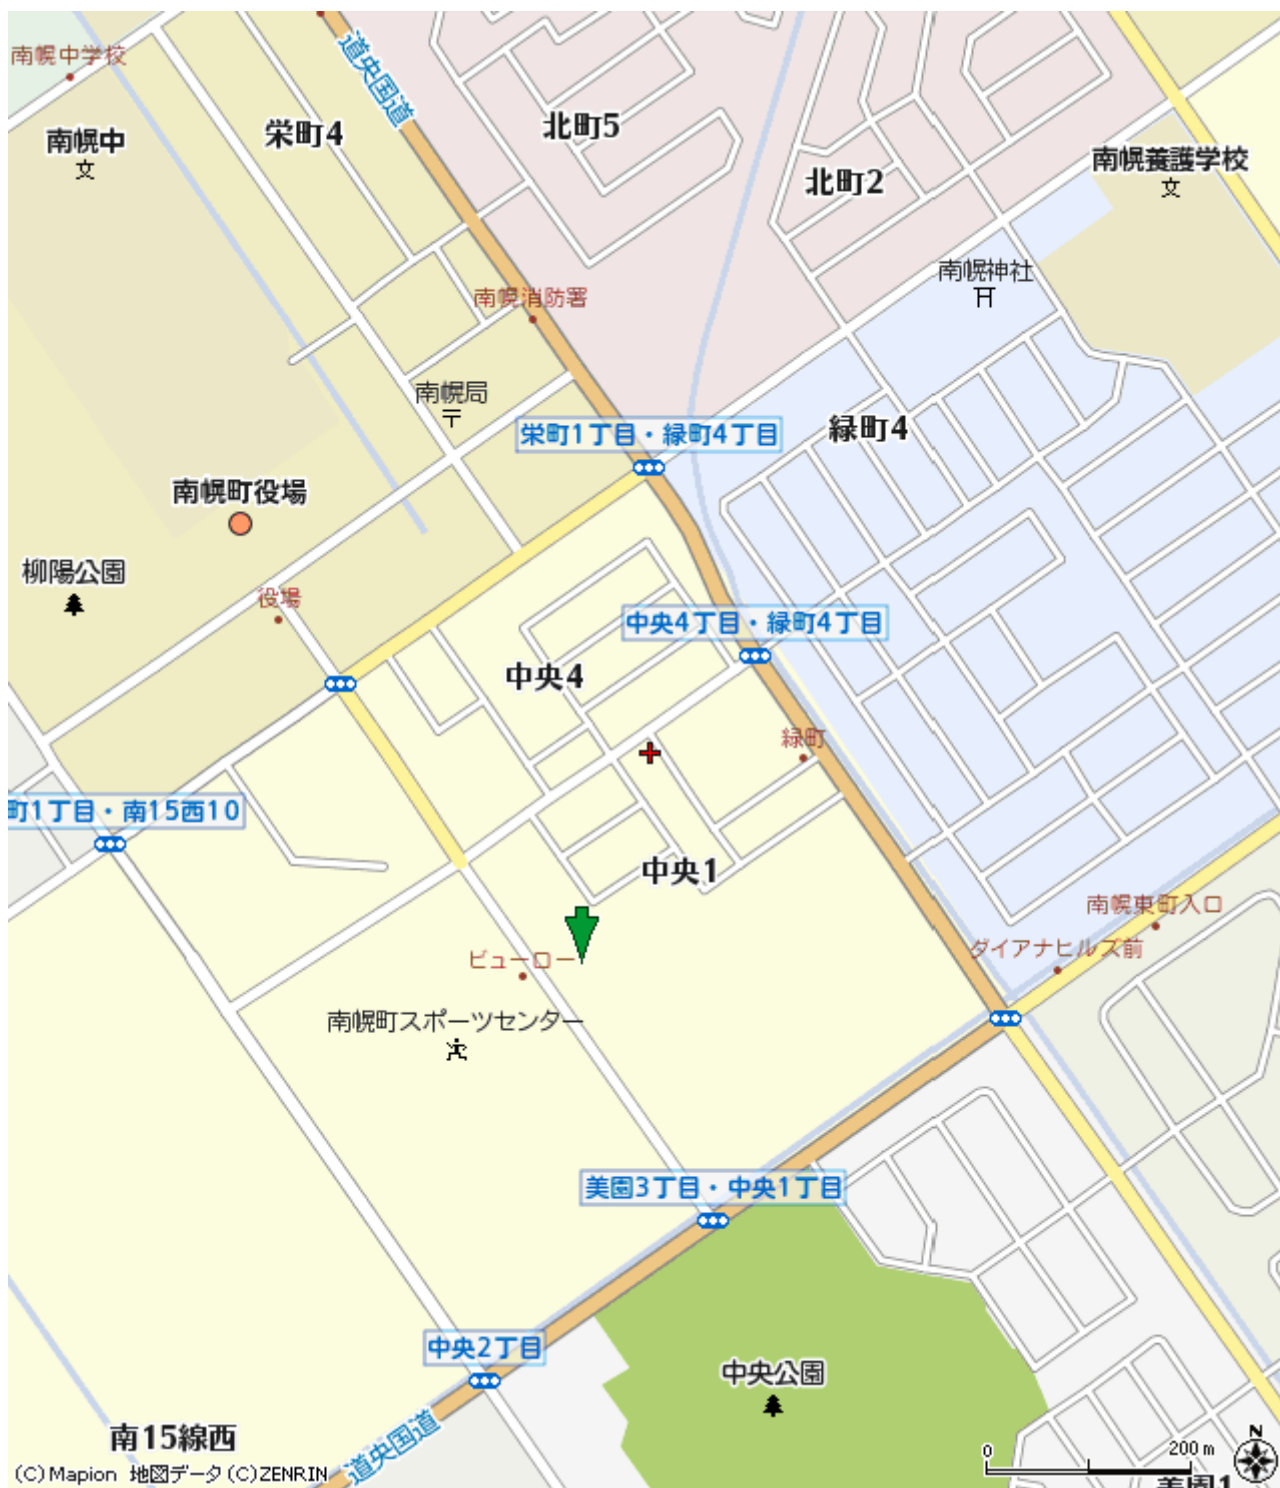 南幌中学校
道央国道
栄町4
北町5
南幌中
文
北町2
南幌養護学校
文
南幌神社
南幌消防署
南幌局
〒
栄町1丁目・緑町4丁目
緑町4
南幌町役場
柳陽公園
役場
中央4丁目・緑町4丁目
中央4
緑町
町1丁目・南15西10
中央1
南幌東町入口
ダイアナヒルズ前
ビューロー
南幌町スポーツセンター
美園3丁目・中央1丁目
中央2丁目
中央公園
南15線西
道央国道
0
200 m
N
美園1
(C)Mapion 地図データ(C)ZENRIN